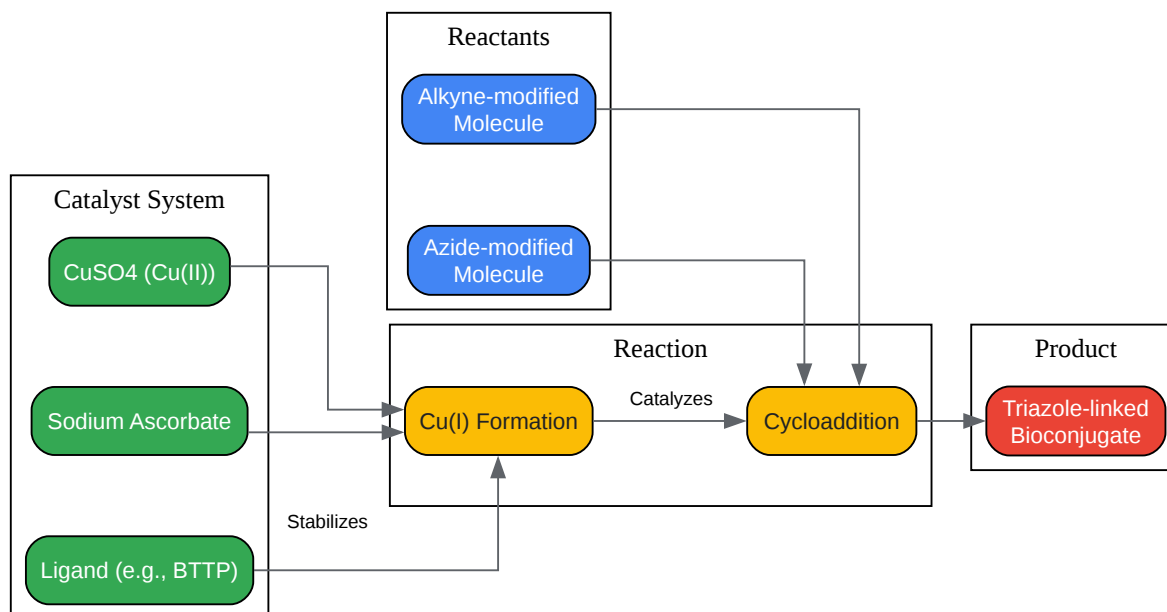 Reactants
Alkyne-modified
Molecule
Azide-modified
Molecule
Catalyst System
CuSO4 (Cu(II))
Sodium Ascorbate
Ligand (e.g., BTTP)
Stabilizes
Reaction
Cu(I) Formation
Catalyzes
Cycloaddition
Product
Triazole-linked
Bioconjugate